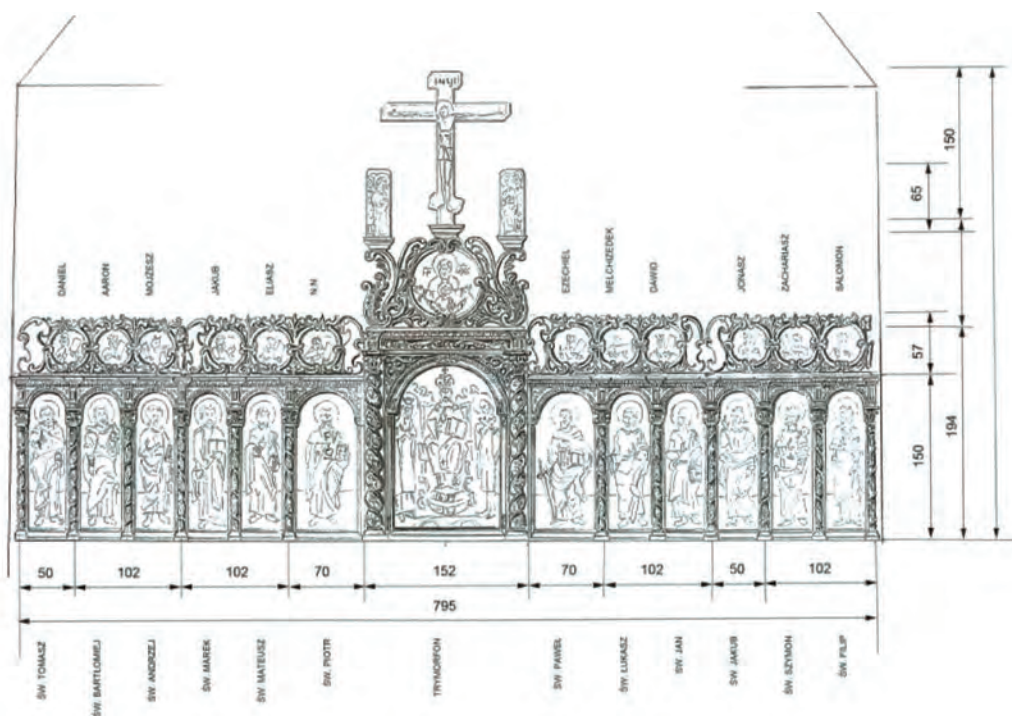 INЦI
150
65
DANIEL
AARON
MOJŻESZ
JAKUB
ELIASZ
N.N
EZECHIEL
MELCHIZEDEK
DAWID
JONASZ
ZACHARIASZ
SALOMON
57
194
150
50
102
102
70
152
70
102
50
102
795
ŚW. TOMASZ
ŚW. BARTŁOMIEJ
ŚW. ANDRZEJ
ŚW. MAREK
ŚW. MATEUSZ
ŚW. PIOTR
TRYMORFON
ŚW. PAWEŁ
ŚW. ŁUKASZ
ŚW. JAN
ŚW. JAKUB
ŚW. SZYMON
ŚW. FILIP